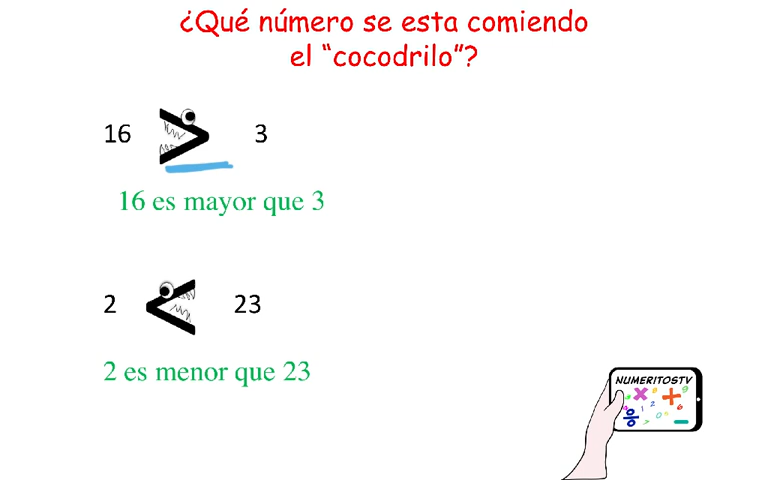 ¿Qué número se esta comiendo
el “cocodrilo”?
16 > 3
16 es mayor que 3
2 < 23
2 es menor que 23
NUMERITOSTV